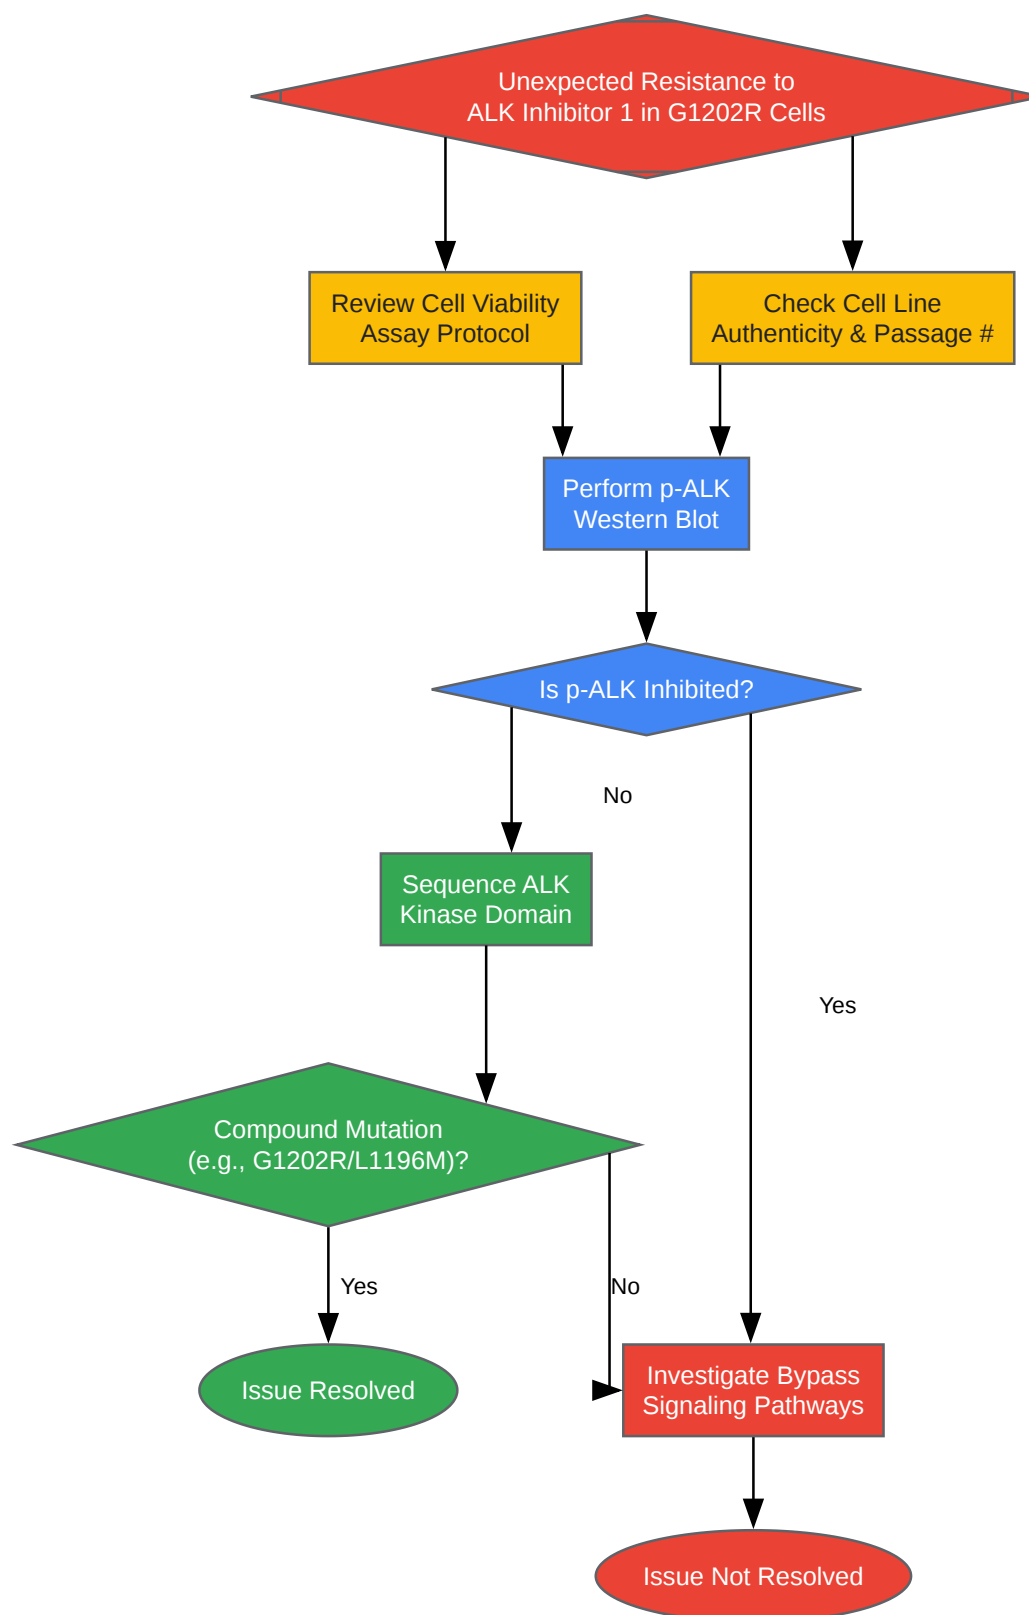 Unexpected Resistance to
ALK Inhibitor 1 in G1202R Cells
Review Cell Viability
Assay Protocol
Check Cell Line
Authenticity & Passage #
Perform p-ALK
Western Blot
Is p-ALK Inhibited?
No
Sequence ALK
Kinase Domain
Yes
Compound Mutation
(e.g., G1202R/L1196M)?
Yes
No
Issue Resolved
Investigate Bypass
Signaling Pathways
Issue Not Resolved